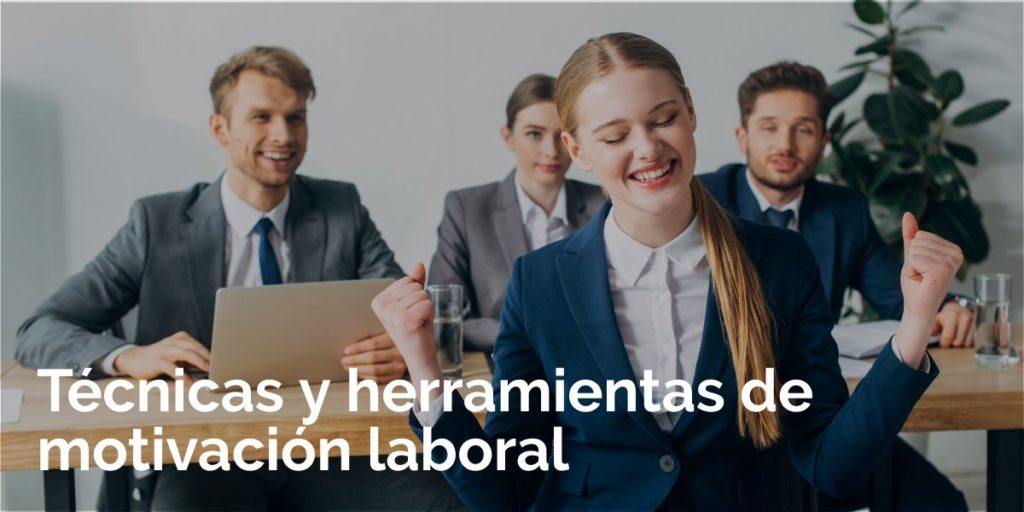 Técnicas y herramientas de
motivación laboral